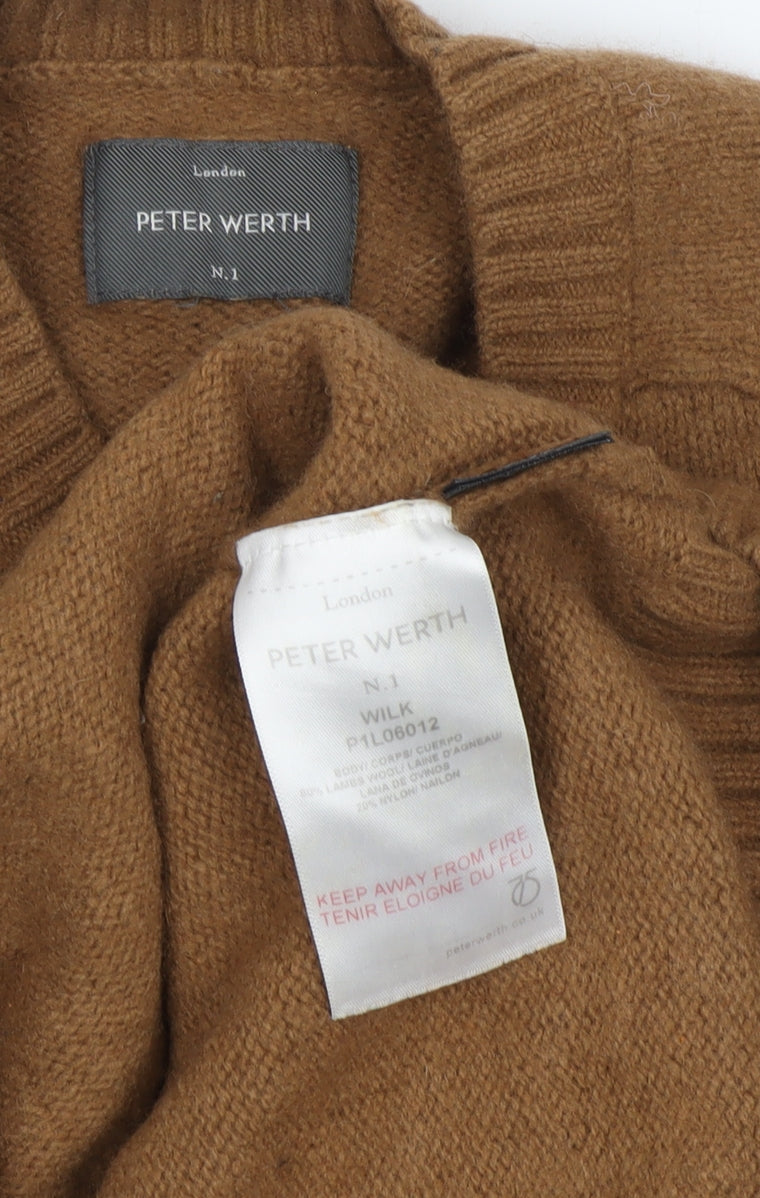 London
PETER WERTH
N.1
London
PETER WERTH
N.1
WILK
P1L06012
BODY/ CORPS/ CUERPO
80% LAMBS WOOL/ LAINE D'AGNEAU/
LANA DE OVINOS
20% NYLON/ NAILON
KEEP AWAY FROM FIRE
TENIR ELOIGNE DU FEU
peterwerth.co.uk